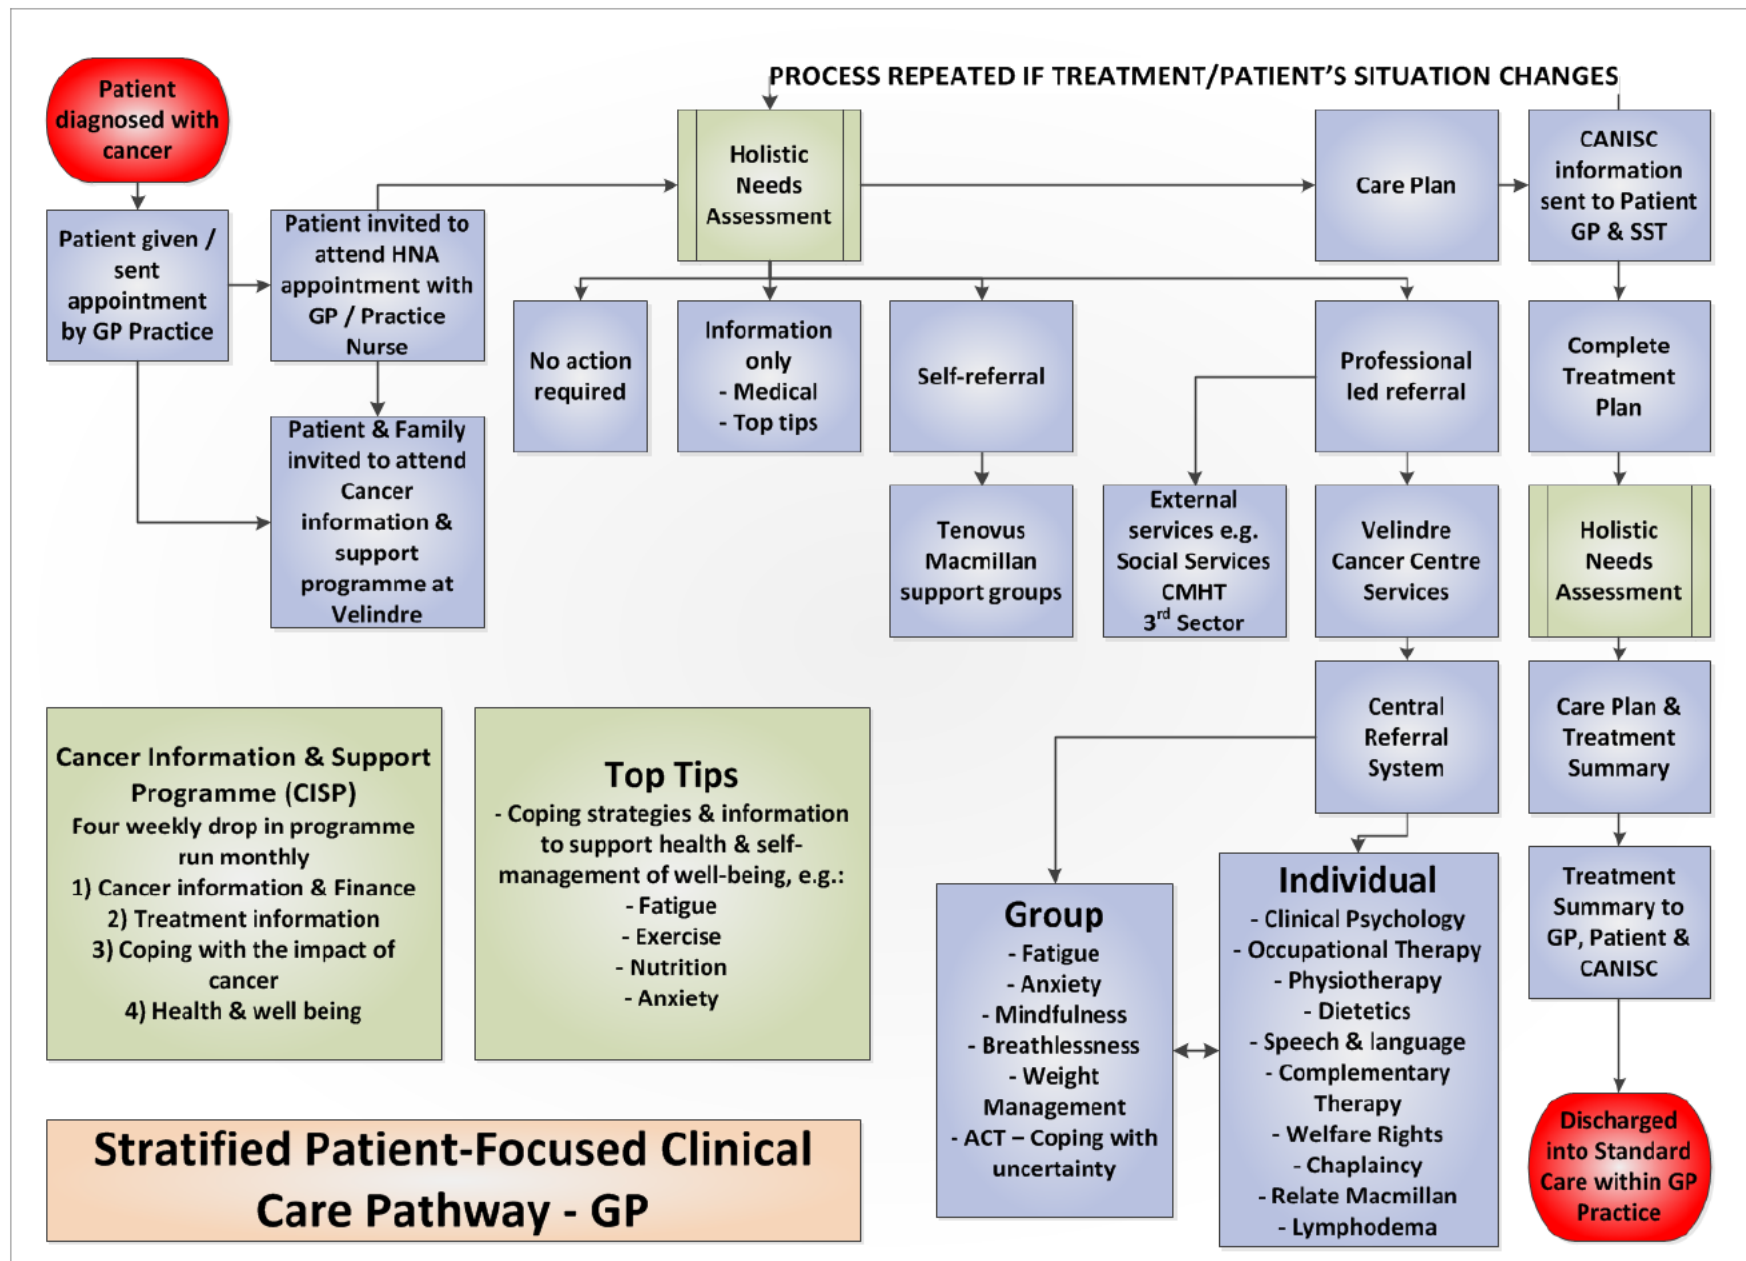 PROCESS REPEATED IF TREATMENT/PATIENT'S SITUATION CHANGES
Patient
diagnosed with
cancer
Patient given /
sent
appointment
by GP Practice
Patient invited to
attend HNA
appointment with
GP / Practice
Nurse
Patient & Family
invited to attend
Cancer
information &
support
programme at
Velindre
Holistic
Needs
Assessment
Care Plan
CANISC
information
sent to Patient
GP & SST
No action
required
Information
only
- Medical
- Top tips
Self-referral
Professional
led referral
Complete
Treatment
Plan
Tenovus
Macmillan
support groups
External
services e.g.
Social Services
CMHT
3rd Sector
Velindre
Cancer Centre
Services
Holistic
Needs
Assessment
Central
Referral
System
Care Plan &
Treatment
Summary
Cancer Information & Support
Programme (CISP)
Four weekly drop in programme
run monthly
1) Cancer information & Finance
2) Treatment information
3) Coping with the impact of
cancer
4) Health & well being
Top Tips
- Coping strategies & information
to support health & self-
management of well-being, e.g.:
- Fatigue
- Exercise
- Nutrition
- Anxiety
Group
- Fatigue
- Anxiety
- Mindfulness
- Breathlessness
- Weight
Management
- ACT – Coping with
uncertainty
Individual
- Clinical Psychology
- Occupational Therapy
- Physiotherapy
- Dietetics
- Speech & language
- Complementary
Therapy
- Welfare Rights
- Chaplaincy
- Relate Macmillan
- Lymphodema
Treatment
Summary to
GP, Patient &
CANISC
Discharged
into Standard
Care within GP
Practice
Stratified Patient-Focused Clinical
Care Pathway - GP